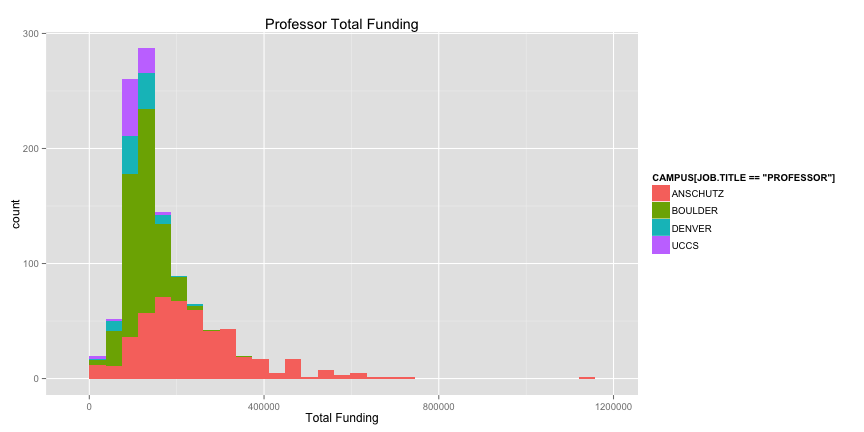 Professor Total Funding
300
200
100
0
count
0 400000 800000 1200000
Total Funding
CAMPUS[JOB.TITLE == "PROFESSOR"]
ANSCHUTZ
BOULDER
DENVER
UCCS